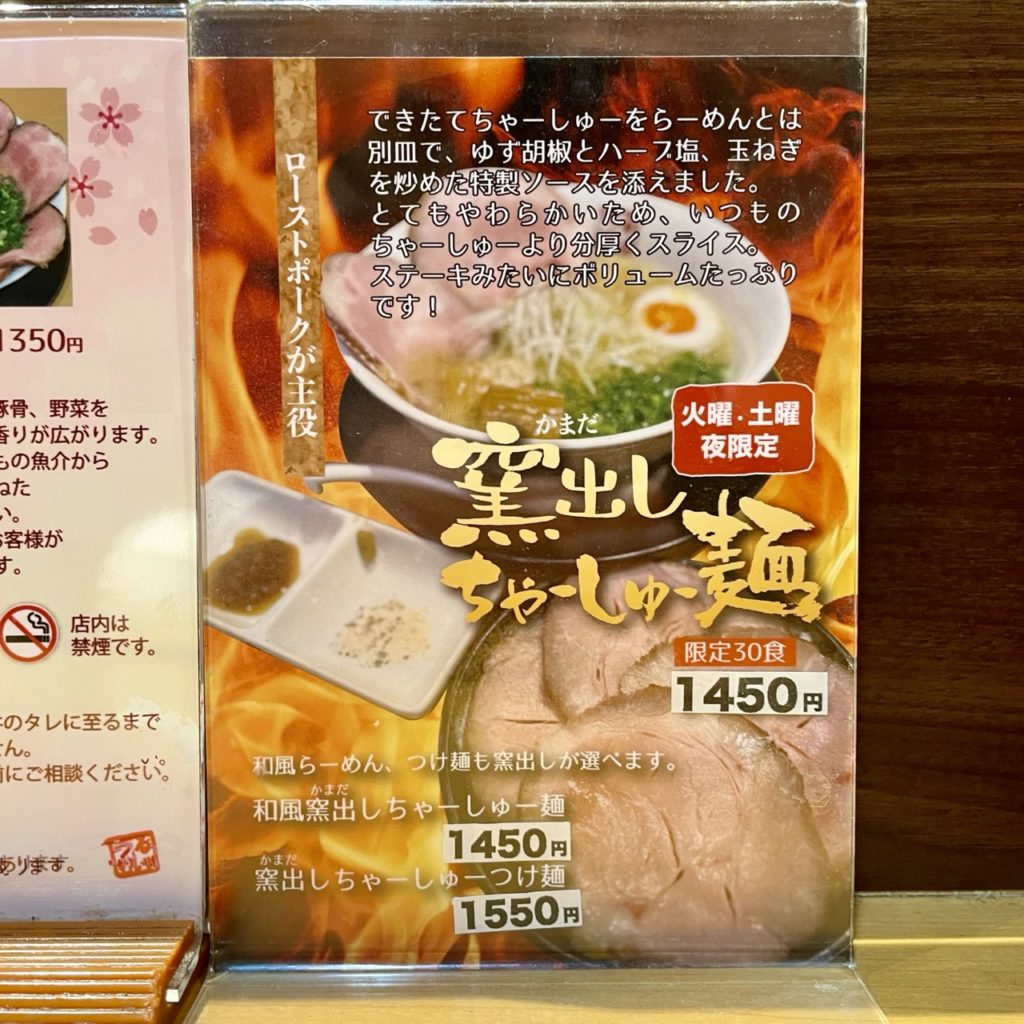 1350円
豚骨、野菜を
香りが広がります。
もの魚介から
ねた
い。
お客様が
す。
店内は
禁煙です。
のタレに至るまで
せん。
前にご相談ください。
あります。
ローストポークが主役
できたてちゃーしゅーをらーめんとは
別皿で、ゆず胡椒とハーブ塩、玉ねぎ
を炒めた特製ソースを添えました。
とてもやわらかいため、いつもの
ちゃーしゅーより分厚くスライス。
ステーキみたいにボリュームたっぷり
です！
火曜・土曜
夜限定
かまだ
窯出し
ちゃーしゅー麺
限定30食
1450円
和風らーめん、つけ麺も窯出しが選べます。
かまだ
和風窯出しちゃーしゅー麺
1450円
かまだ
窯出しちゃーしゅーつけ麺
1550円